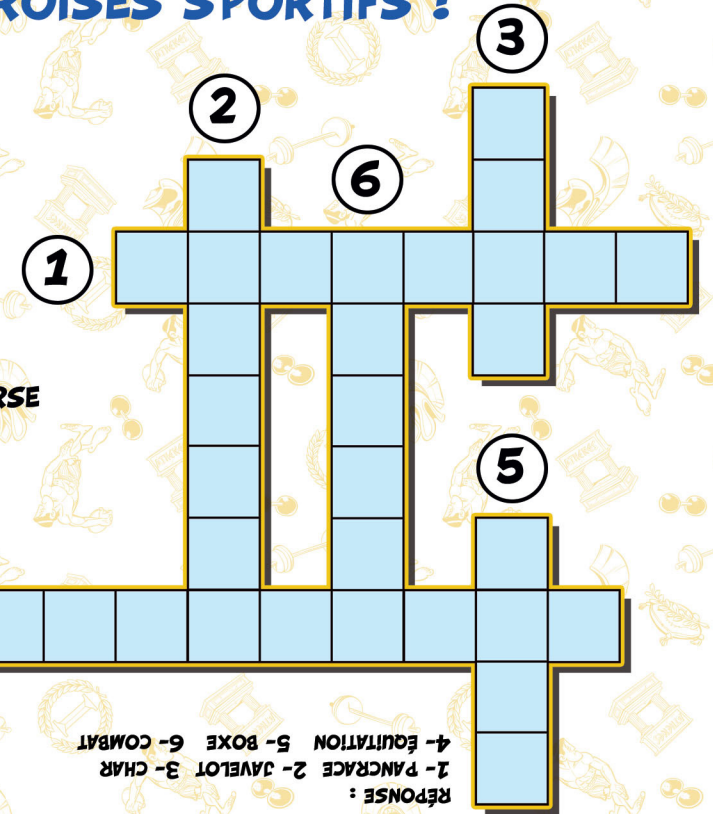 ROISÉS SPORTIFS !
3
2
6
1
RSE
5
RÉPONSE :
1- PANCRACE 2- JAVELOT 3- CHAR
4- ÉQUITATION 5- BOXE 6- COMBAT